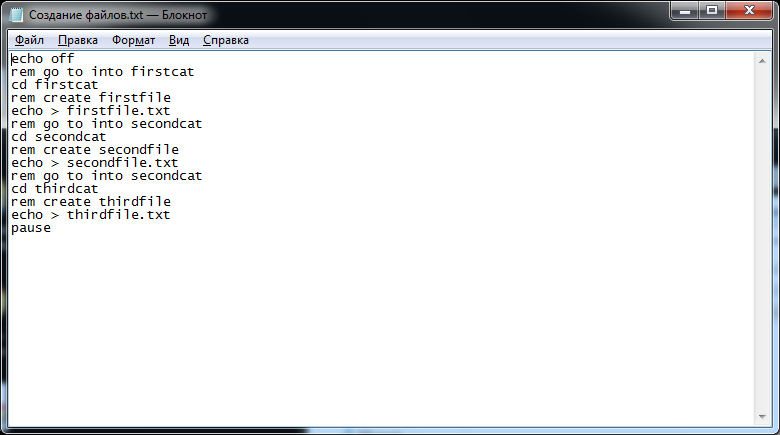 Создание файлов.txt — Блокнот
Файл Правка Формат Вид Справка
echo off
rem go to into firstcat
cd firstcat
rem create firstfile
echo > firstfile.txt
rem go to into secondcat
cd secondcat
rem create secondfile
echo > secondfile.txt
rem go to into secondcat
cd thirdcat
rem create thirdfile
echo > thirdfile.txt
pause